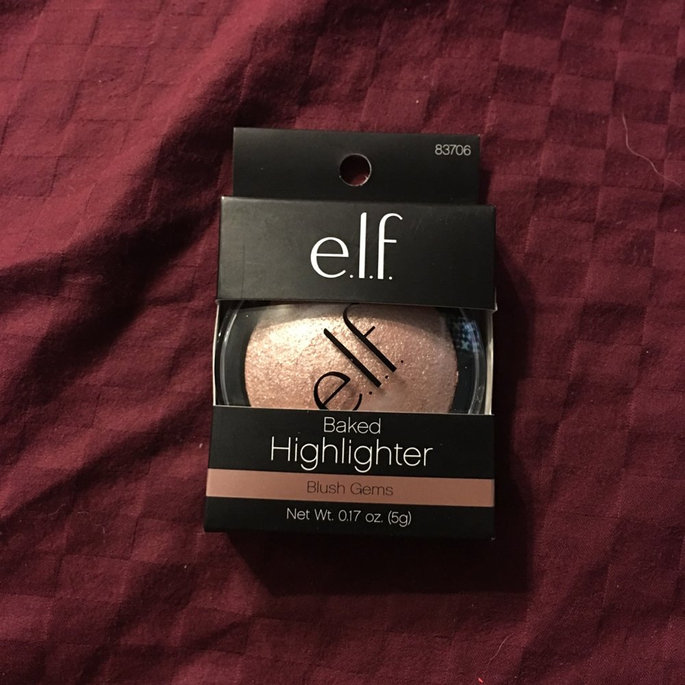 83706
e.l.f.
e.l.f.
Baked
Highlighter
Blush Gems
Net Wt. 0.17 oz. (5g)